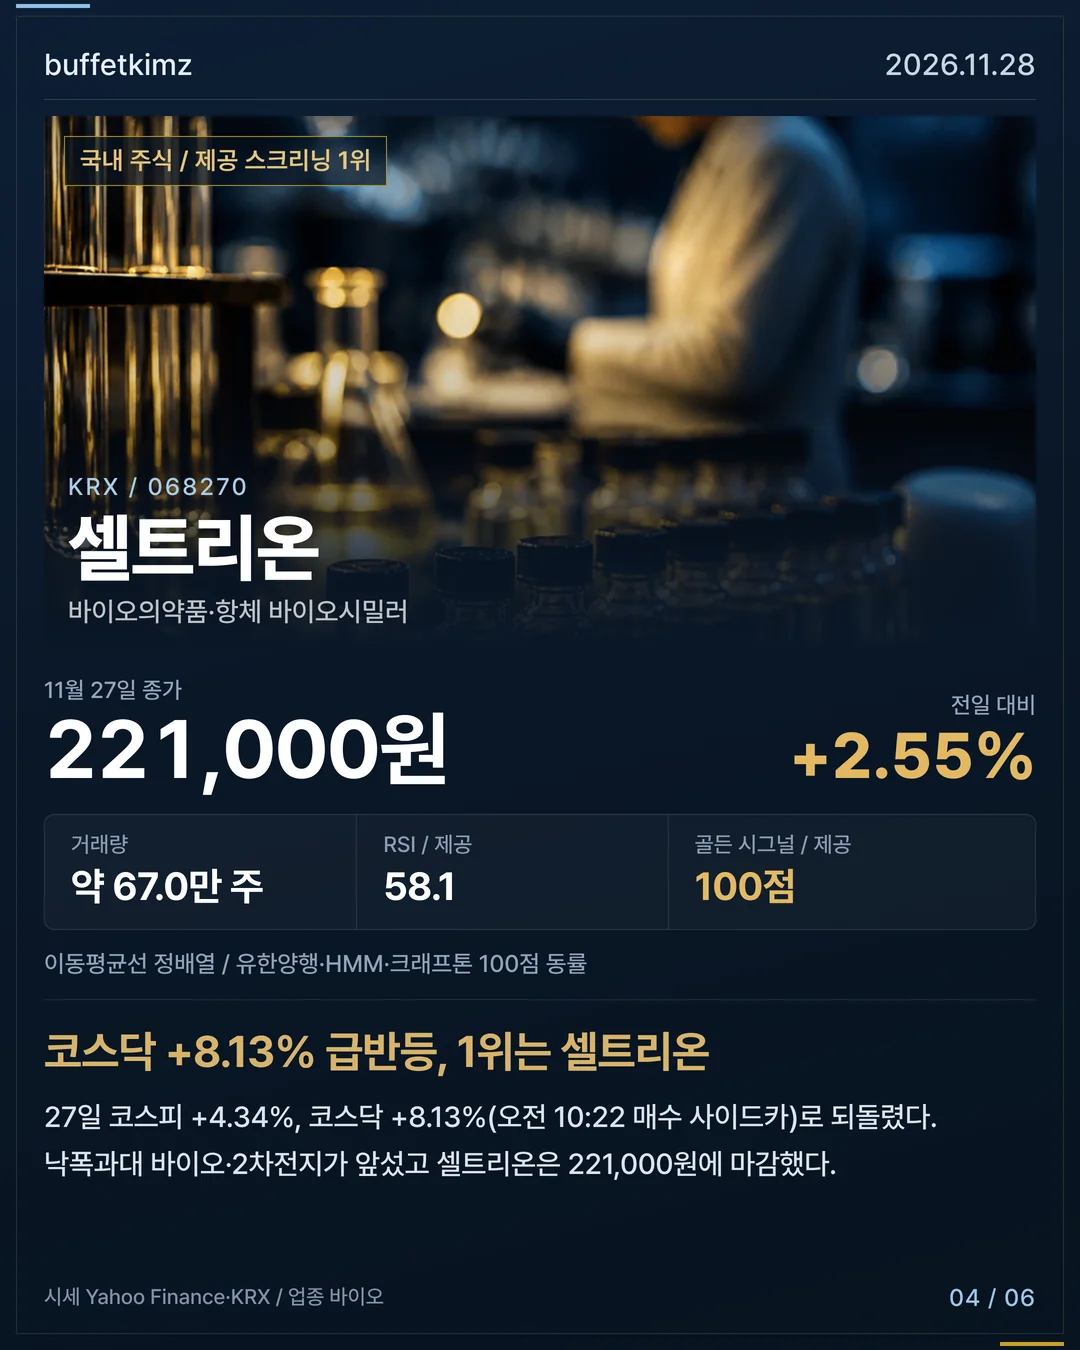 buffetkimz
2026.11.28
국내 주식 / 제공 스크리닝 1위
KRX / 068270
셀트리온
바이오의약품·항체 바이오시밀러
11월 27일 종가
221,000원
전일 대비
+2.55%
거래량
약 67.0만 주
RSI / 제공
58.1
골든 시그널 / 제공
100점
이동평균선 정배열 / 유한양행·HMM·크래프톤 100점 동률
코스닥 +8.13% 급반등, 1위는 셀트리온
27일 코스피 +4.34%, 코스닥 +8.13%(오전 10:22 매수 사이드카)로 되돌렸다.
낙폭과대 바이오·2차전지가 앞섰고 셀트리온은 221,000원에 마감했다.
시세 Yahoo Finance·KRX / 업종 바이오
04 / 06